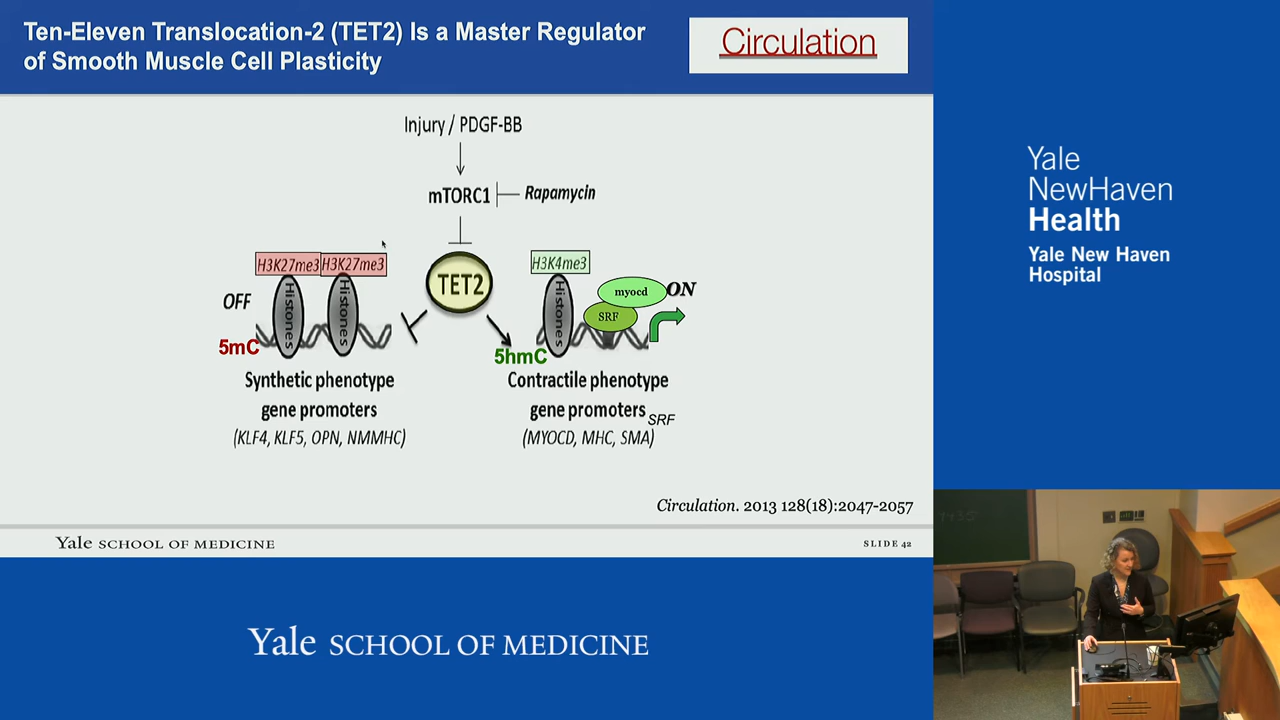 Ten-Eleven Translocation-2 (TET2) Is a Master Regulator
of Smooth Muscle Cell Plasticity
Circulation
Injury / PDGF-BB
mTORC1
Rapamycin
H3K27me3
H3K27me3
TET2
H3K4me3
OFF
Histones
Histones
Histones
myocd
ON
SRF
5mC
5hmC
Synthetic phenotype
gene promoters
(KLF4, KLF5, OPN, NMMHC)
Contractile phenotype
gene promoters
SRF
(MYOCD, MHC, SMA)
Circulation. 2013 128(18):2047-2057
Yale SCHOOL OF MEDICINE
SLIDE 42
Yale
NewHaven
Health
Yale New Haven
Hospital
Yale SCHOOL OF MEDICINE